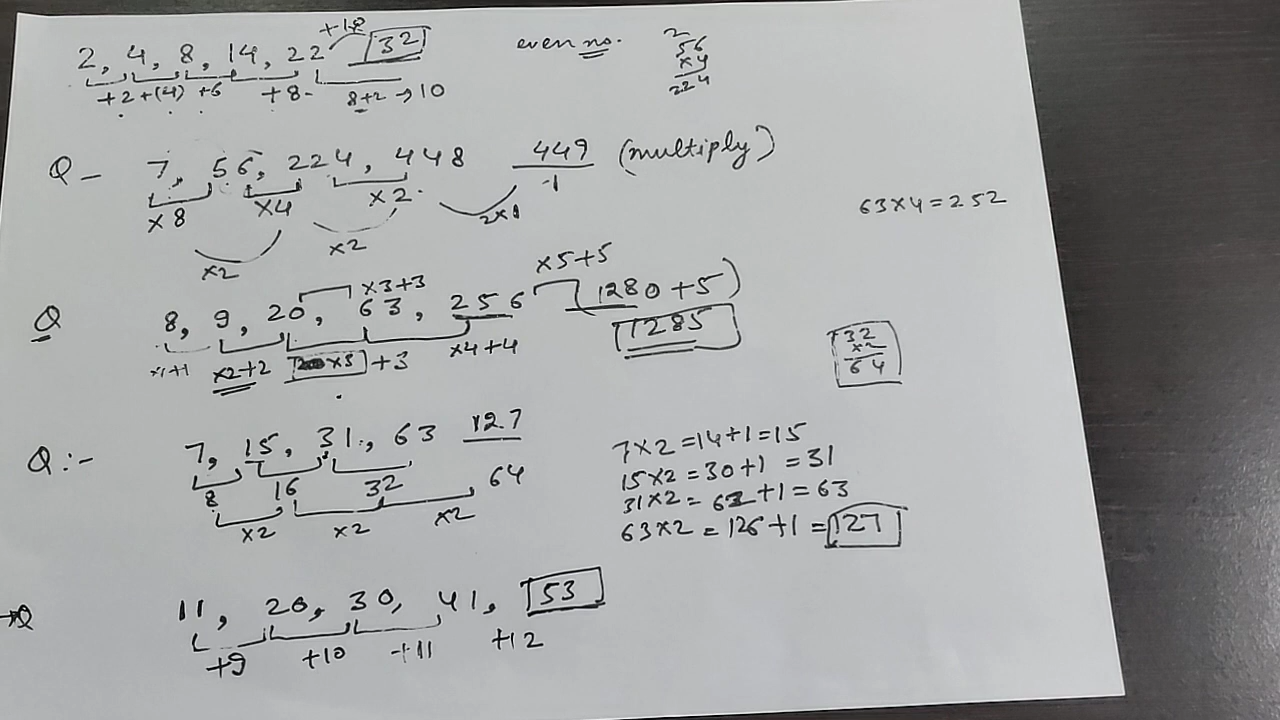 +10
2, 4, 8, 14, 22 32
+2 +(4) +6 +8 8+2 → 10
even no.
2
56
x4
224
Q - 7, 56, 224, 448 449 (multiply)
x8 x4 x2 2x1 -1
x2 x2
63x4=252
x3+3 x5+5
Q 8, 9, 20, 63, 256 (1280+5)
1285
x1+1 x2+2 x3 +3 x4+4
32
x2
64
Q:- 7, 15, 31, 63 127
8 16 32 64
x2 x2 x2
7x2=14+1=15
15x2=30+1=31
31x2=62+1=63
63x2=126+1=127
→Q 11, 20, 30, 41, 53
+9 +10 +11 +12